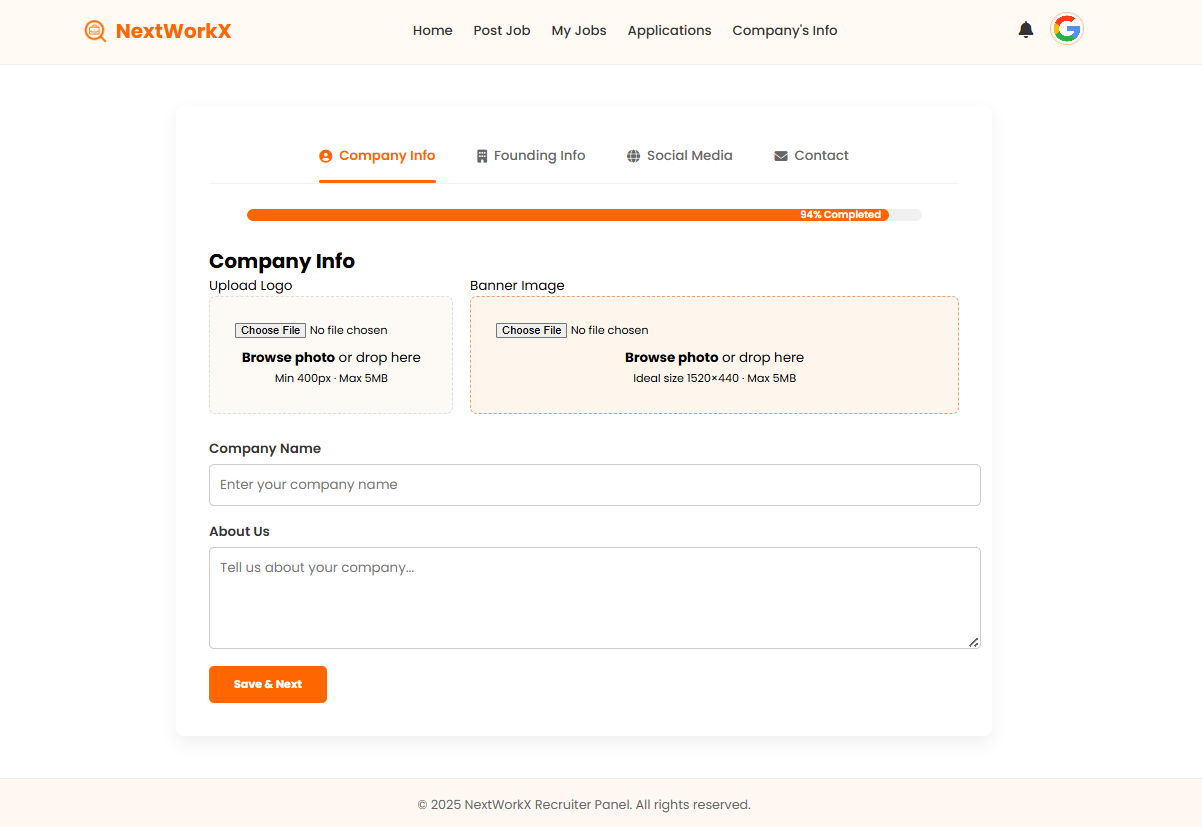 NextWorkX
Home Post Job My Jobs Applications Company's Info
Company Info Founding Info Social Media Contact
94% Completed
Company Info
Upload Logo Banner Image
Choose File No file chosen Choose File No file chosen
Browse photo or drop here Browse photo or drop here
Min 400px · Max 5MB Ideal size 1520×440 · Max 5MB
Company Name
Enter your company name
About Us
Tell us about your company...
Save & Next
© 2025 NextWorkX Recruiter Panel. All rights reserved.